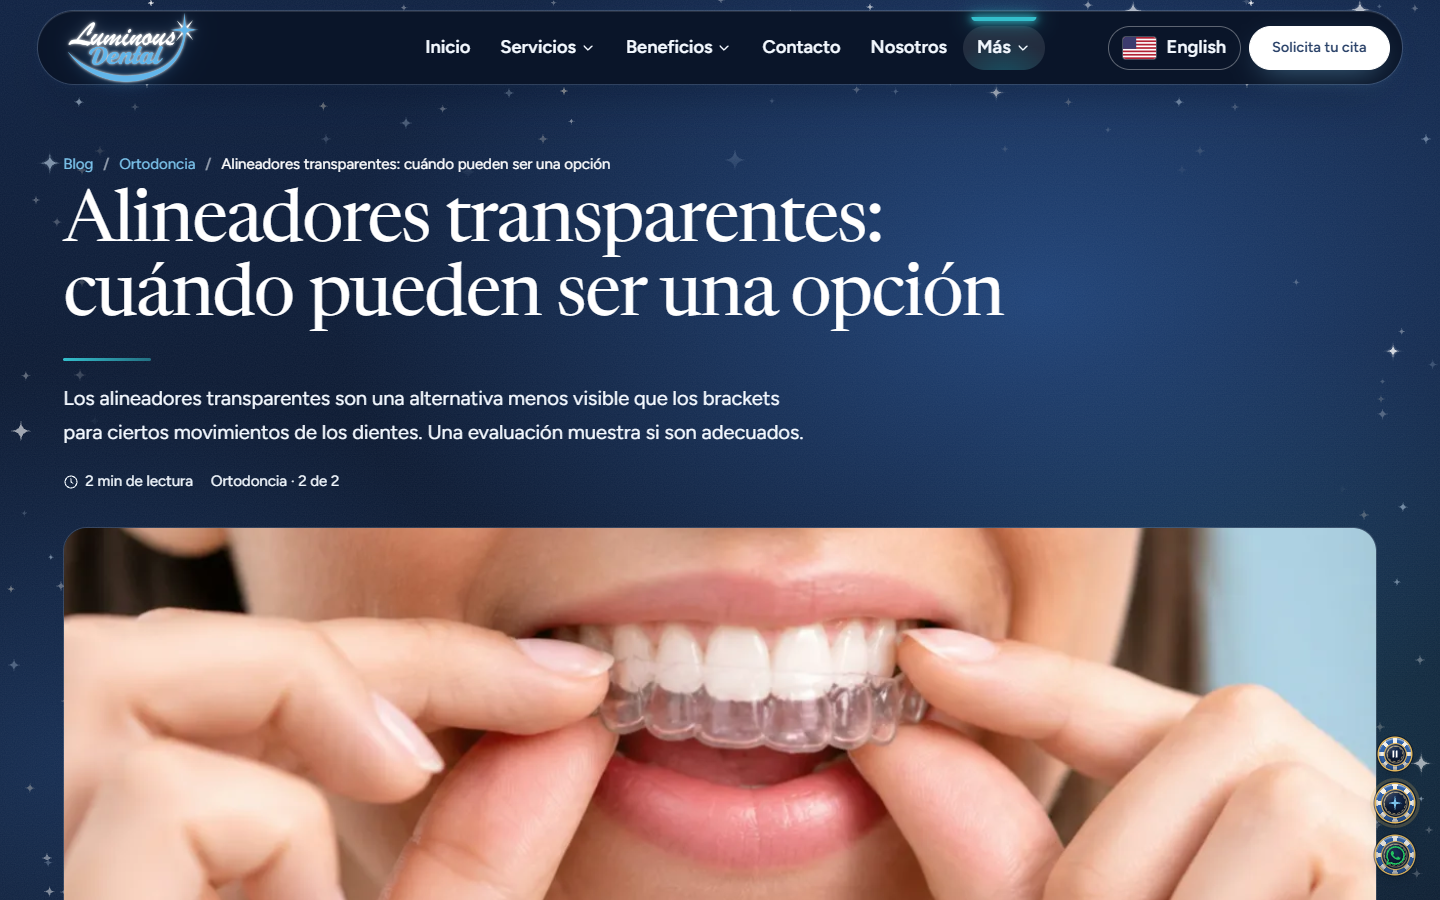 Luminous
Dental
Inicio
Servicios
Beneficios
Contacto
Nosotros
Más
English
Solicita tu cita
Blog / Ortodoncia / Alineadores transparentes: cuándo pueden ser una opción
Alineadores transparentes:
cuándo pueden ser una opción
Los alineadores transparentes son una alternativa menos visible que los brackets
para ciertos movimientos de los dientes. Una evaluación muestra si son adecuados.
2 min de lectura
Ortodoncia · 2 de 2